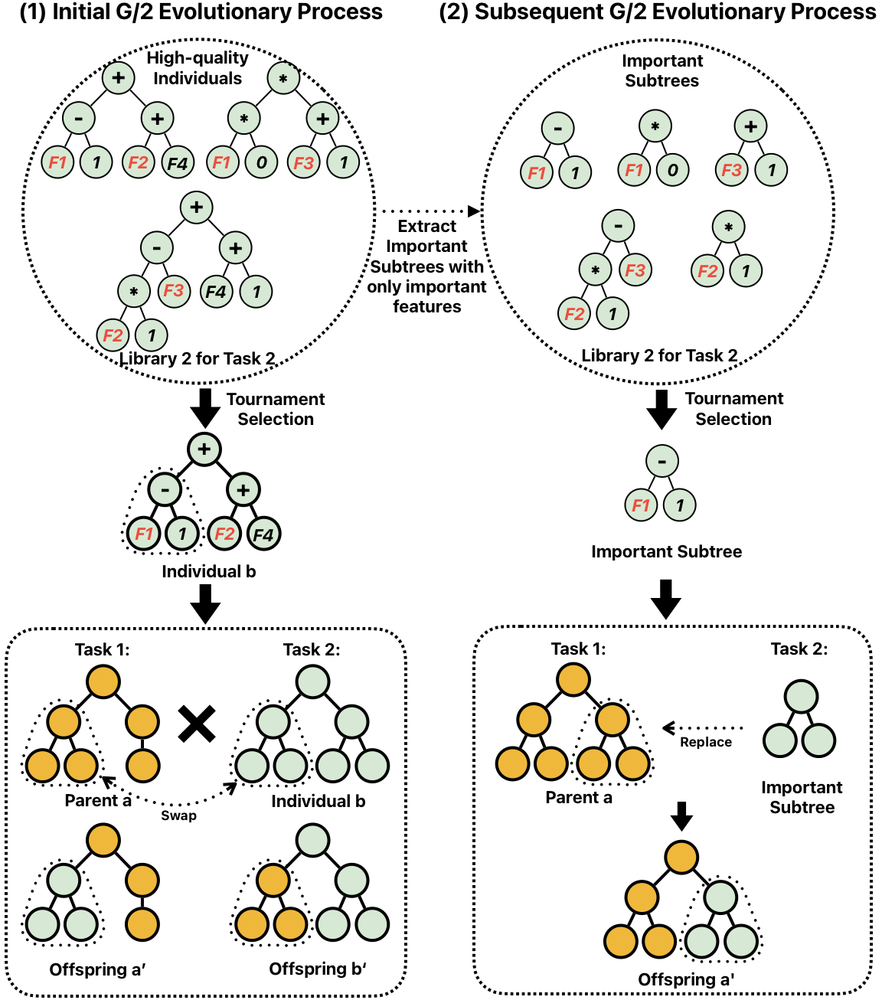 (1) Initial G/2 Evolutionary Process
High-quality
Individuals
+ *
- + * +
F1 1 F2 F4 F1 0 F3 1
+
- +
* F3 F4 1
F2 1
Library 2 for Task 2
Extract
Important
Subtrees with
only important
features
Tournament
Selection
+
- +
F1 1 F2 F4
Individual b
Task 1: Task 2:
Parent a Individual b
Swap
Offspring a′ Offspring b‘
(2) Subsequent G/2 Evolutionary Process
Important
Subtrees
- * +
F1 1 F1 0 F3 1
- *
* F3 F2 1
F2 1
Library 2 for Task 2
Tournament
Selection
-
F1 1
Important Subtree
Task 1: Task 2:
Replace
Parent a
Important
Subtree
Offspring a'